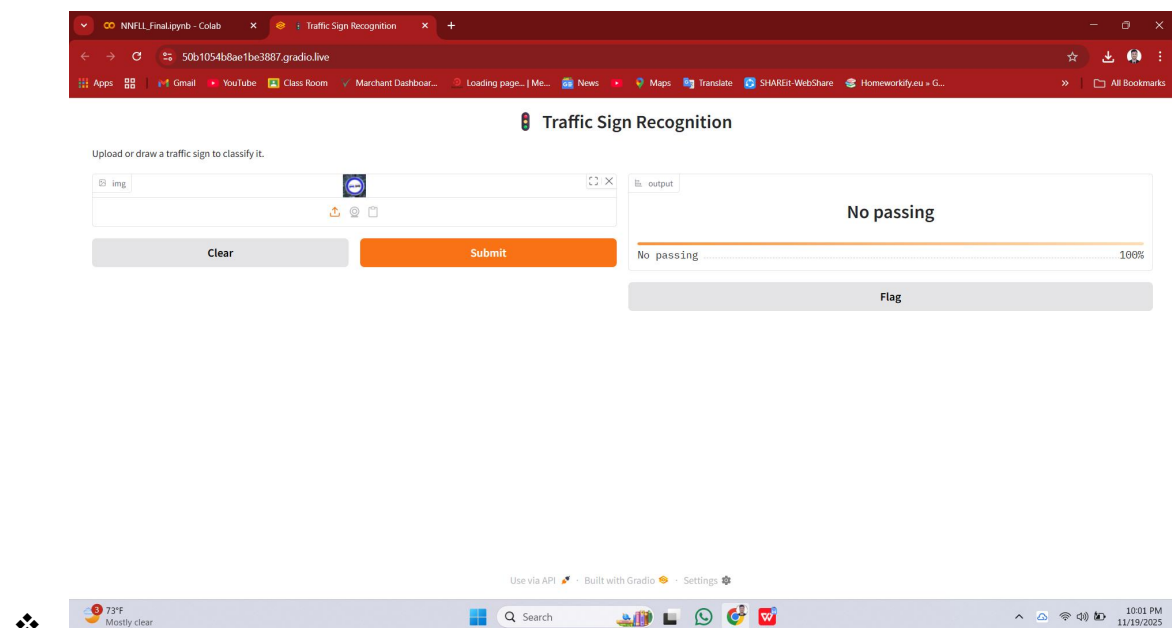 NNFLL_Final.ipynb - Colab
Traffic Sign Recognition
50b1054b8ae1be3887.gradio.live
Apps Gmail YouTube Class Room Marchant Dashboar... Loading page... | Me... News Maps Translate SHAREit-WebShare Homeworkify.eu » G... » All Bookmarks
Traffic Sign Recognition
Upload or draw a traffic sign to classify it.
img
Clear
Submit
output
No passing
No passing 100%
Flag
Use via API · Built with Gradio · Settings
3
73°F
Mostly clear
Search
10:01 PM
11/19/2025